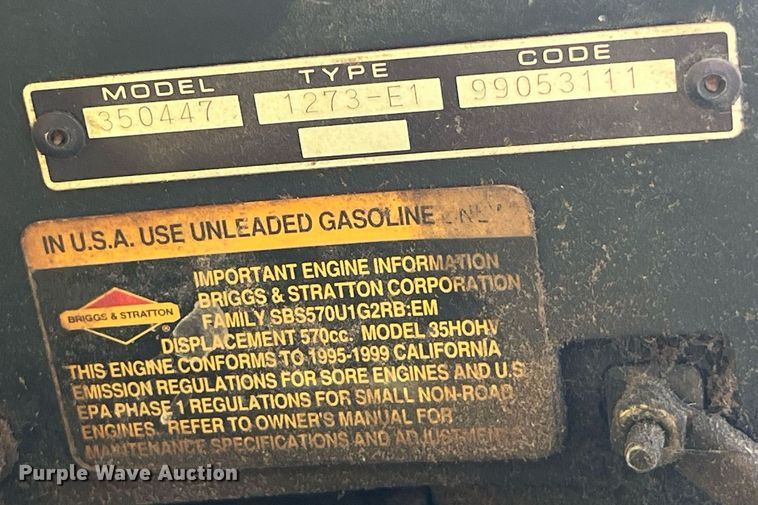 MODEL TYPE CODE
350447 1273-E1 99053111
IN U.S.A. USE UNLEADED GASOLINE
IMPORTANT ENGINE INFORMATION
BRIGGS & STRATTON CORPORATION
FAMILY SBS570U1G2RB:EM
DISPLACEMENT 570cc. MODEL 35HOHV
BRIGGS & STRATTON
®
THIS ENGINE CONFORMS TO 1995-1999 CALIFORNIA
EMISSION REGULATIONS FOR SORE ENGINES AND U.S
EPA PHASE 1 REGULATIONS FOR SMALL NON-ROAD
ENGINES. REFER TO OWNER'S MANUAL FOR
MAINTENANCE SPECIFICATIONS AND ADJUSTMENTS
Purple Wave Auction